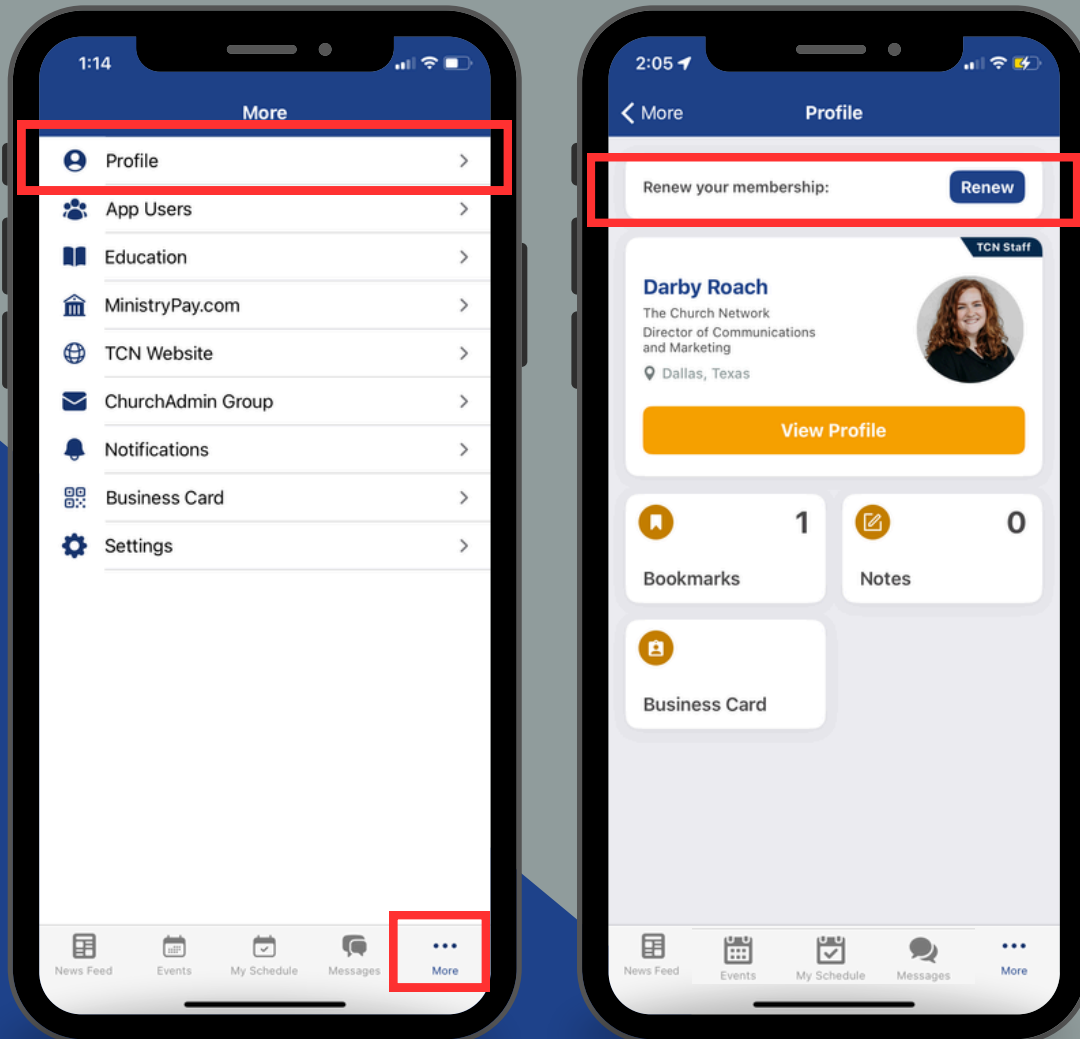 1:14
More
Profile
App Users
Education
MinistryPay.com
TCN Website
ChurchAdmin Group
Notifications
Business Card
Settings
News Feed
Events
My Schedule
Messages
More
2:05
More
Profile
Renew your membership:
Renew
TCN Staff
Darby Roach
The Church Network
Director of Communications
and Marketing
Dallas, Texas
View Profile
1
Bookmarks
0
Notes
Business Card
News Feed
Events
My Schedule
Messages
More